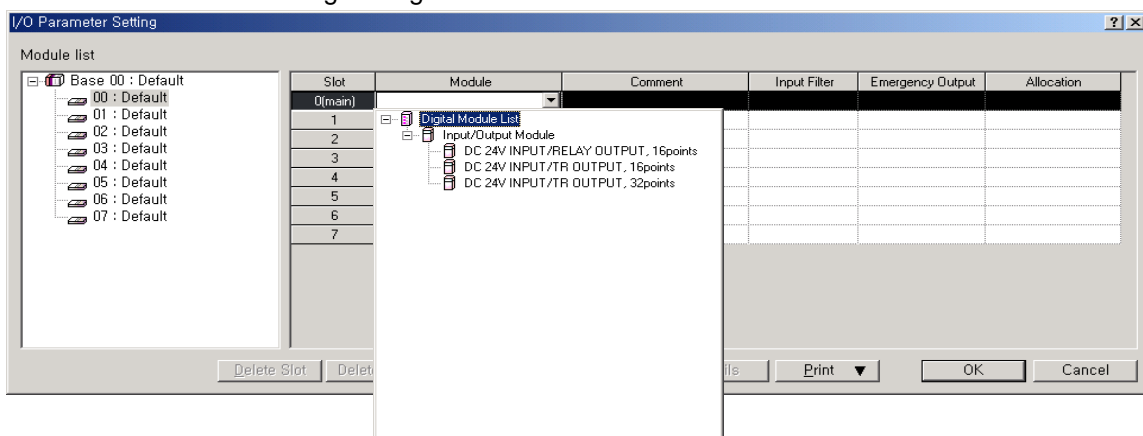 I/O Parameter Setting
Module list
Base 00 : Default
00 : Default
01 : Default
02 : Default
03 : Default
04 : Default
05 : Default
06 : Default
07 : Default
Slot Module Comment Input Filter Emergency Output Allocation
0(main)
1
2
3
4
5
6
7
Digital Module List
Input/Output Module
DC 24V INPUT/RELAY OUTPUT, 16points
DC 24V INPUT/TR OUTPUT, 16points
DC 24V INPUT/TR OUTPUT, 32points
Delete Slot Print OK Cancel